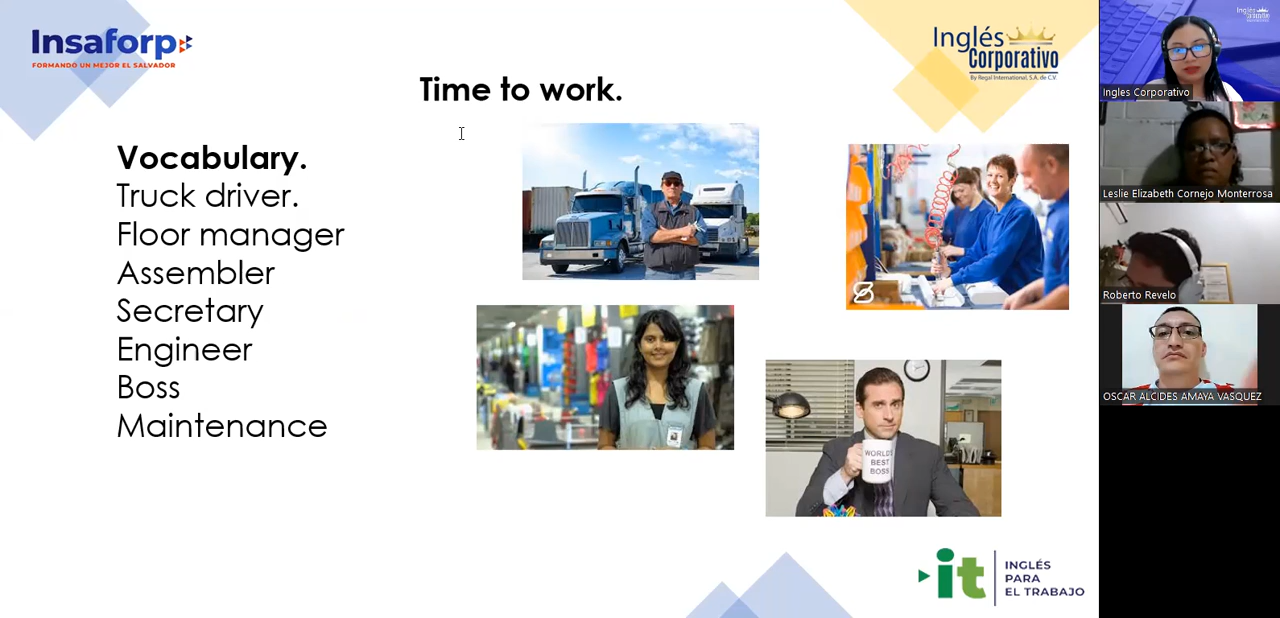 Insaforp
FORMANDO UN MEJOR EL SALVADOR
Inglés
Corporativo
By Regal International, S.A. de C.V.
Time to work.
Vocabulary.
Truck driver.
Floor manager
Assembler
Secretary
Engineer
Boss
Maintenance
WORLD'S
BEST
BOSS
it
INGLÉS
PARA
EL TRABAJO
Ingles Corporativo
Leslie Elizabeth Cornejo Monterrosa
Roberto Revelo
OSCAR ALCIDES AMAYA VASQUEZ